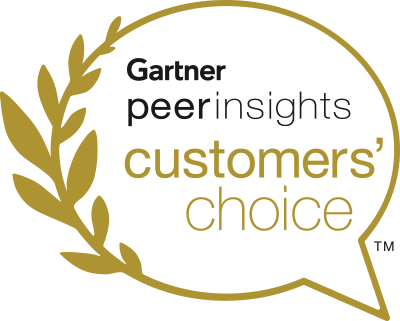 Gartner
peerinsights
customers’
choice
TM